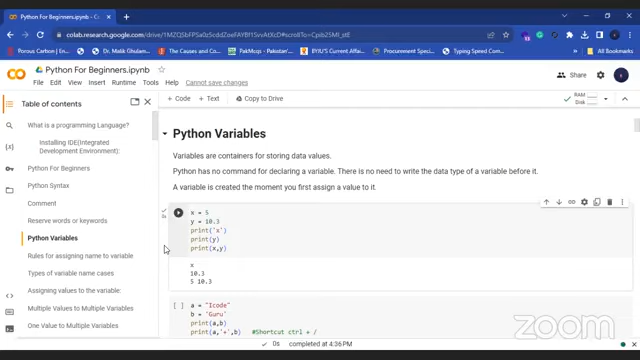 Python For Beginners.ipynb - Co
colab.research.google.com/drive/
Porous Carbon | Eng
Dr. Malik Ghulam
The Causes and Co
PakMcqs - Pakistan
BYJU'S Current Affairs
Procurement Speci
Typing Speed Com
All Bookmarks
Python For Beginners.ipynb
File Edit View Insert Runtime Tools Help Cannot save changes
Share
Table of contents
+ Code + Text Copy to Drive
RAM
Disk
What is a programming Language?
Installing IDE(Integrated
Development Environment):
Python For Beginners
Python Syntax
Comment
Reserve words or keywords
Python Variables
Rules for assigning name to variable
Types of variable name cases
Assigning values to the variable:
Multiple Values to Multiple Variables
One Value to Multiple Variables
Python Variables
Variables are containers for storing data values.
Python has no command for declaring a variable. There is no need to write the data type of a variable before it.
A variable is created the moment you first assign a value to it.
0s
x = 5
y = 10.3
print('x')
print(y)
print(x,y)
x
10.3
5 10.3
[ ]
a = "Icode"
b = 'Guru'
print(a,b)
print(a,'+',b) #Shortcut ctrl + /
0s completed at 4:36 PM
zoom